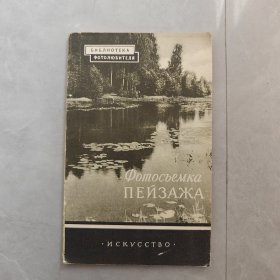 БИБЛИОТЕКА
ФОТОЛЮБИТЕЛЯ
Фотосъемка
ПЕЙЗАЖА
·ИСКУССТВО·